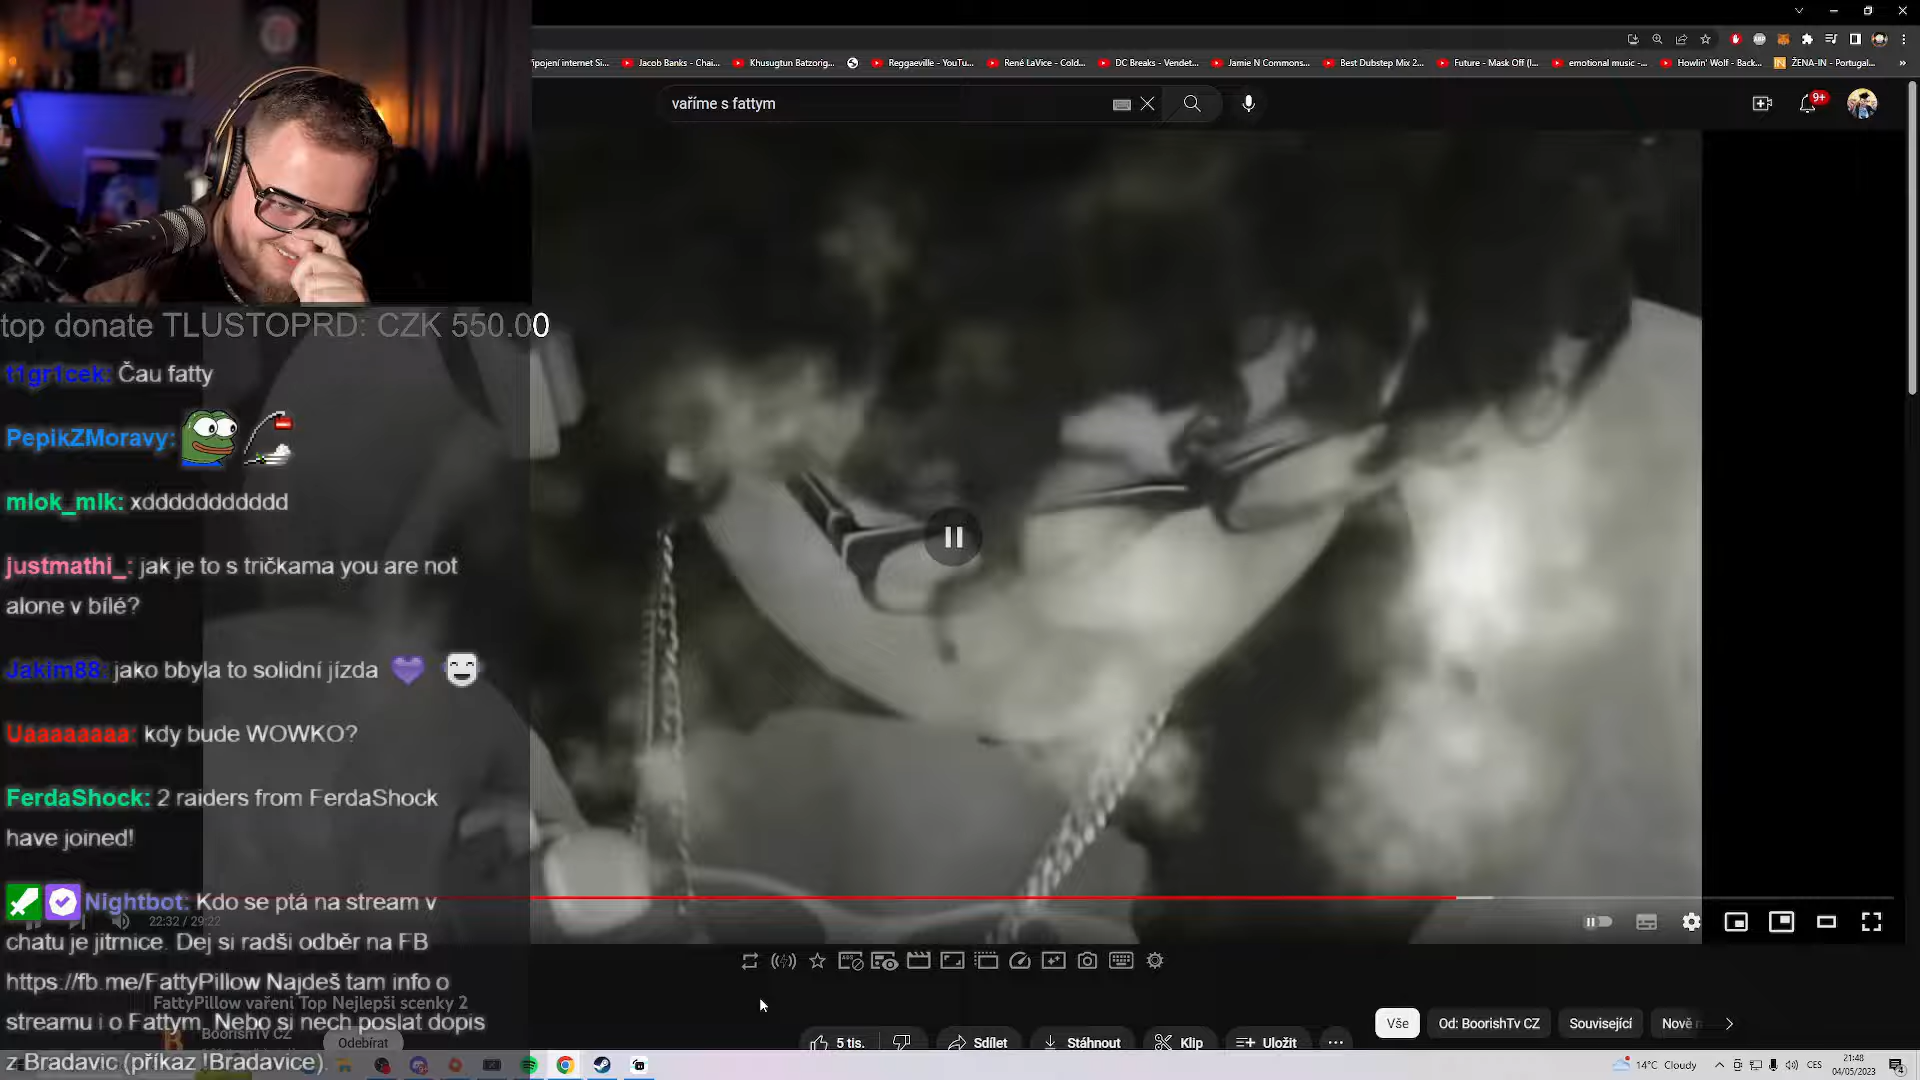 řipojení internet Si...
Jacob Banks - Chai...
Khusugtun Batzorig...
Reggaeville - YouTu...
René LaVice - Cold...
DC Breaks - Vendet...
Jamie N Commons...
Best Dubstep Mix 2...
Future - Mask Off (l...
emotional music -...
Howlin' Wolf - Back...
ŽENA-IN - Portugal...
»
vaříme s fattym
9+
top donate TLUSTOPRD: CZK 550.00
t1gr1cek: Čau fatty
PepikZMoravy:
mlok_mlk: xddddddddddd
justmathi_: jak je to s tričkama you are not
alone v bílé?
Jakim88: jako bbyla to solidní jízda
Uaaaaaaaa: kdy bude WOWKO?
FerdaShock: 2 raiders from FerdaShock
have joined!
Nightbot: Kdo se ptá na stream v
22:32 / 29:22
chatu je jitrnice. Dej si radši odběr na FB
https://fb.me/FattyPillow Najdeš tam info o
FattyPillow vaření Top Nejlepší scenky 2
streamu i o Fattym. Nebo si nech poslat dopis
BoorishTv CZ
Odebírat
z Bradavic (příkaz !Bradavice)
5 tis.
Sdílet
Stáhnout
Klip
Uložit
Vše
Od: BoorishTv CZ
Související
Nově
14°C Cloudy
CES
21:48
04/05/2023
4